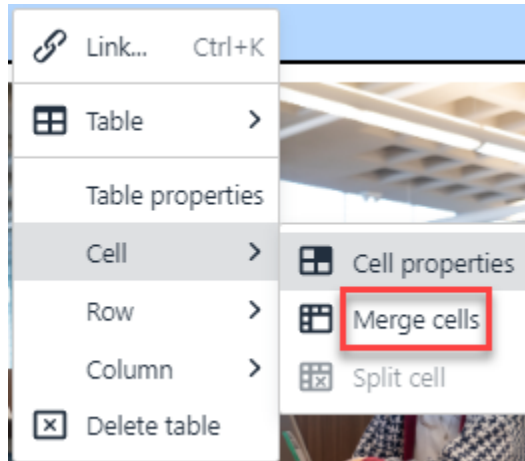 Link... Ctrl+K
Table
Table properties
Cell
Row
Column
Delete table
Cell properties
Merge cells
Split cell